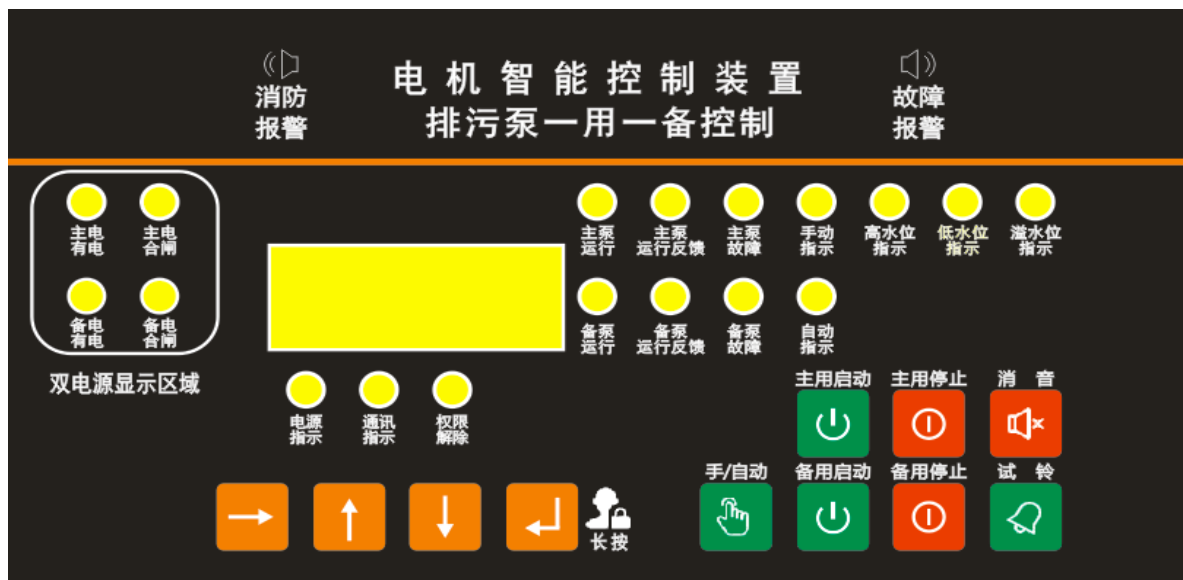 消防
报警
电机智能控制装置
排污泵一用一备控制
故障
报警
主电
有电
主电
合闸
备电
有电
备电
合闸
双电源显示区域
主泵
运行
主泵
运行反馈
主泵
故障
手动
指示
高水位
指示
低水位
指示
溢水位
指示
备泵
运行
备泵
运行反馈
备泵
故障
自动
指示
电源
指示
通讯
指示
权限
解除
主用启动
主用停止
消 音
手/自动
备用启动
备用停止
试 铃
长按